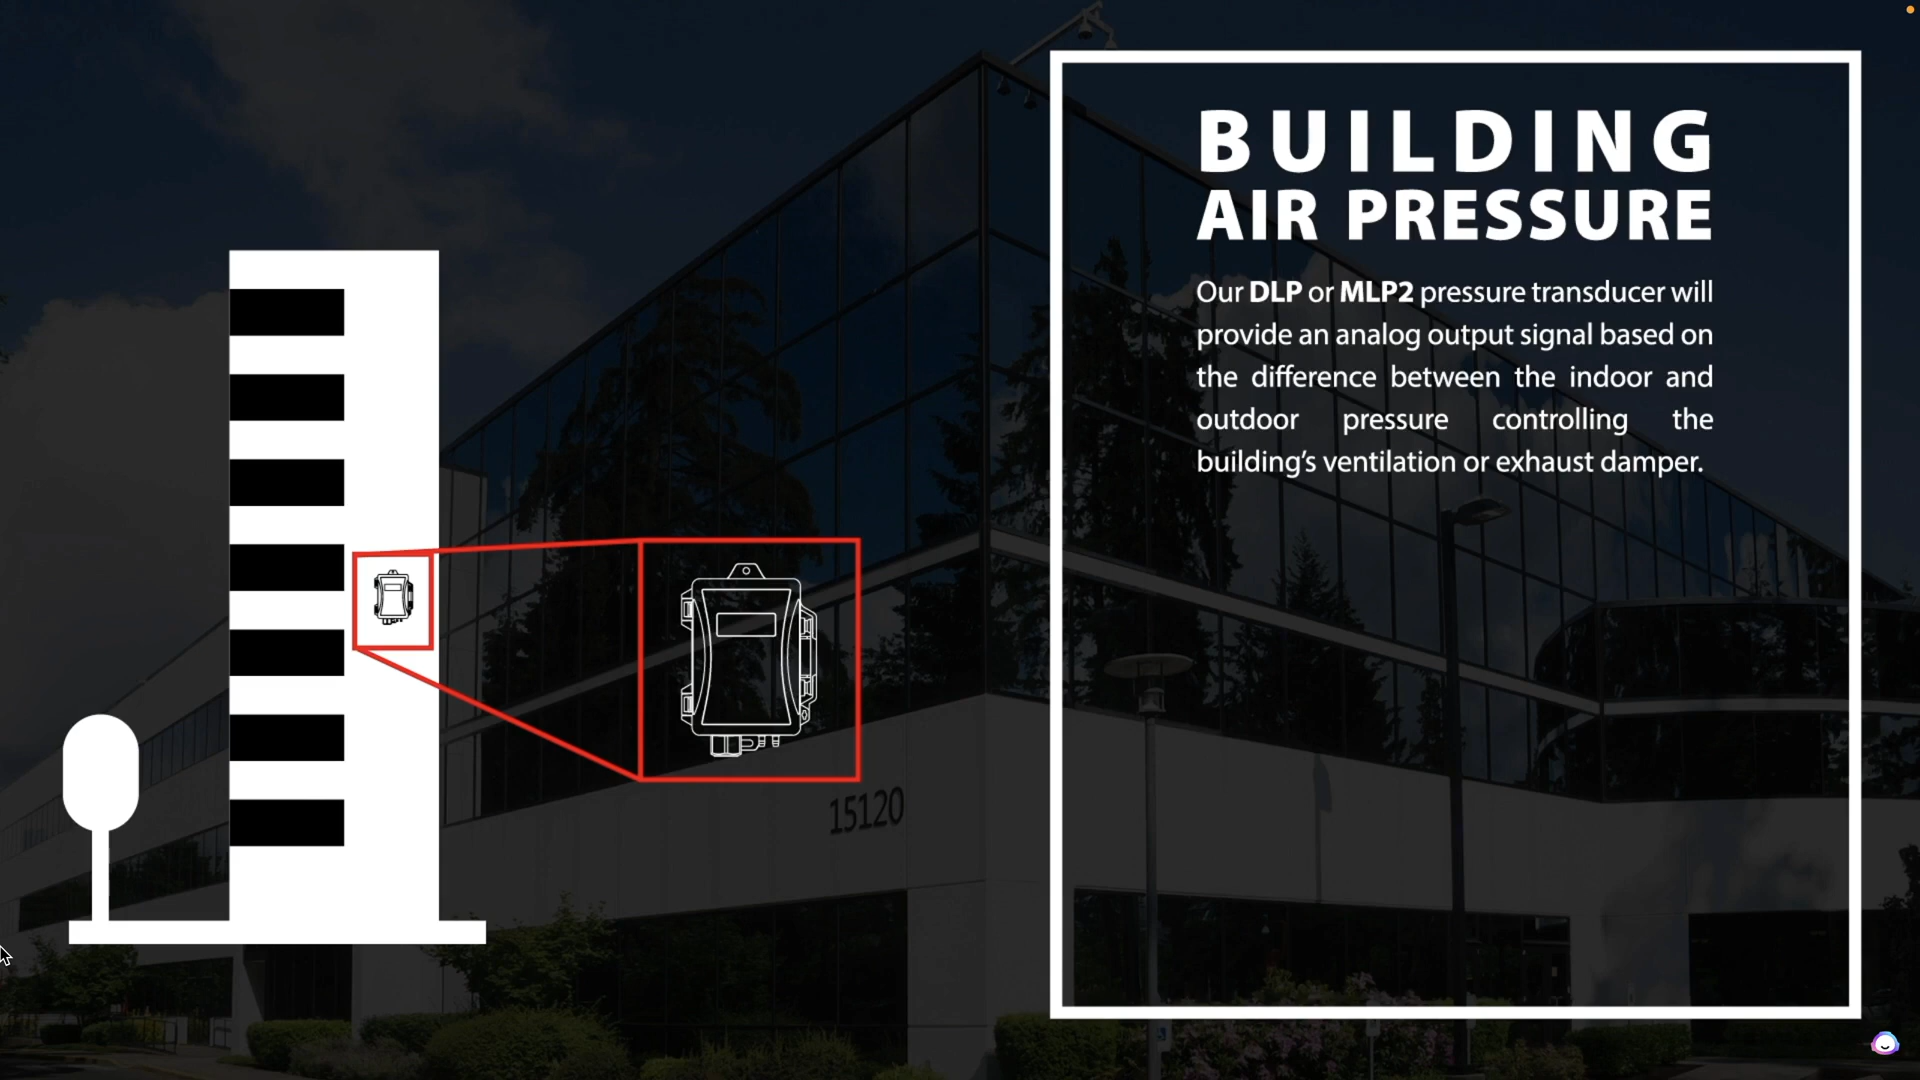 BUILDING
AIR PRESSURE
Our DLP or MLP2 pressure transducer will
provide an analog output signal based on
the difference between the indoor and
outdoor pressure controlling the
building’s ventilation or exhaust damper.
15120